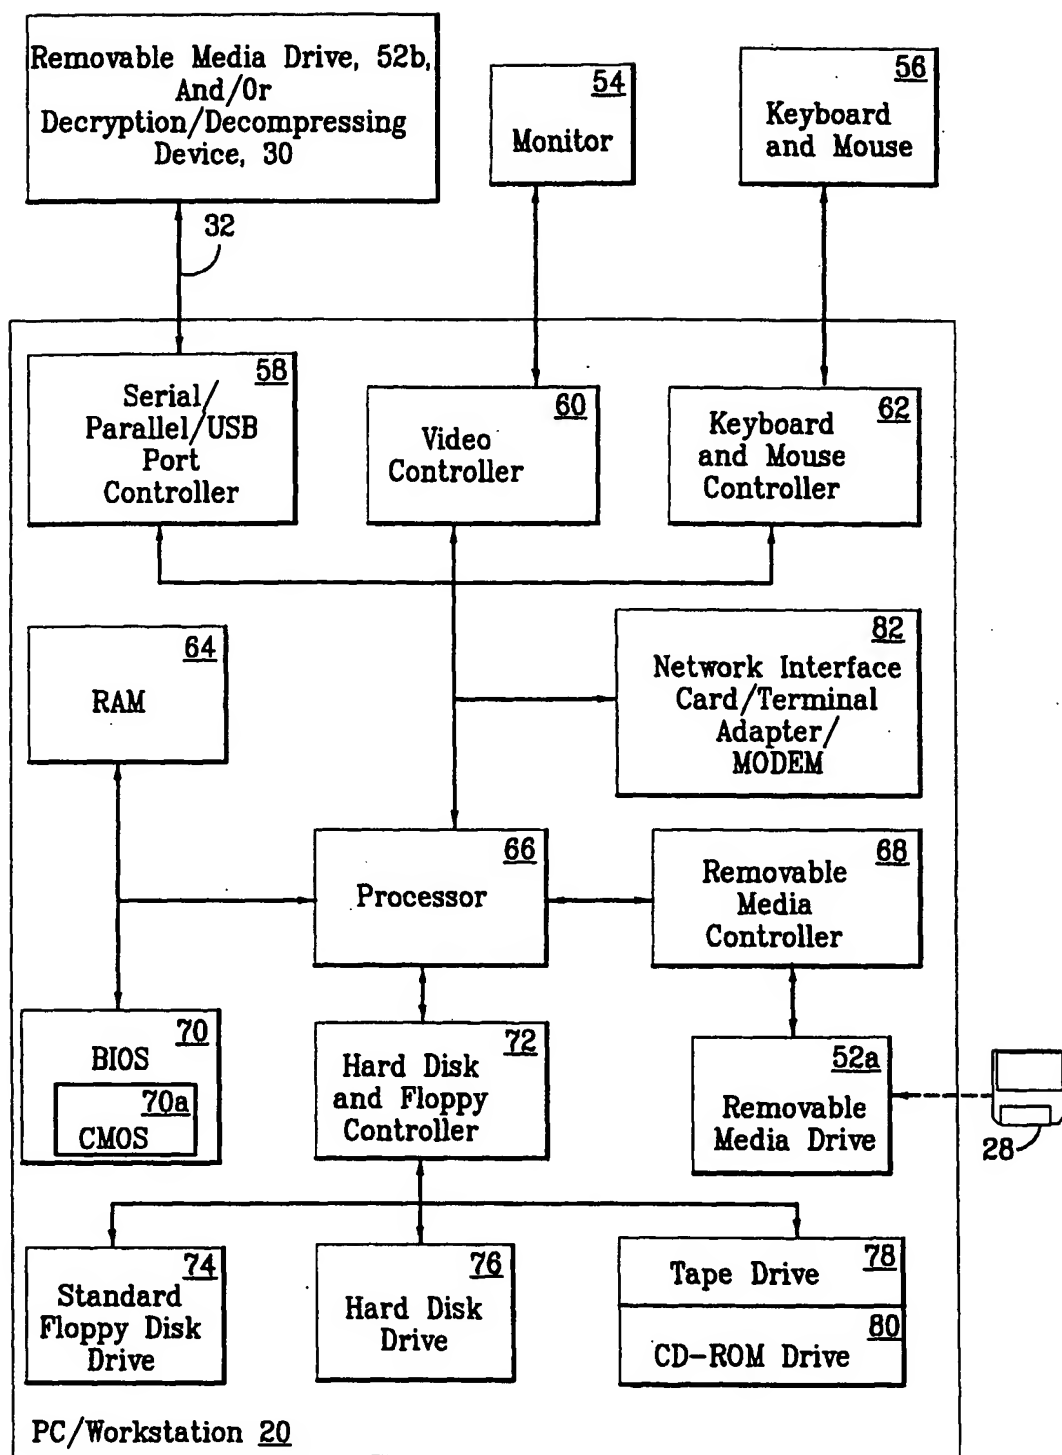 Removable Media Drive, 52b,
And/Or
Decryption/Decompressing
Device, 30
54
Monitor
56
Keyboard
and Mouse
32
58
Serial/
Parallel/USB
Port
Controller
60
Video
Controller
62
Keyboard
and Mouse
Controller
64
RAM
82
Network Interface
Card/Terminal
Adapter/
MODEM
66
Processor
68
Removable
Media
Controller
70
BIOS
70a
CMOS
72
Hard Disk
and Floppy
Controller
52a
Removable
Media Drive
28
74
Standard
Floppy Disk
Drive
76
Hard Disk
Drive
78
Tape Drive
80
CD-ROM Drive
PC/Workstation 20